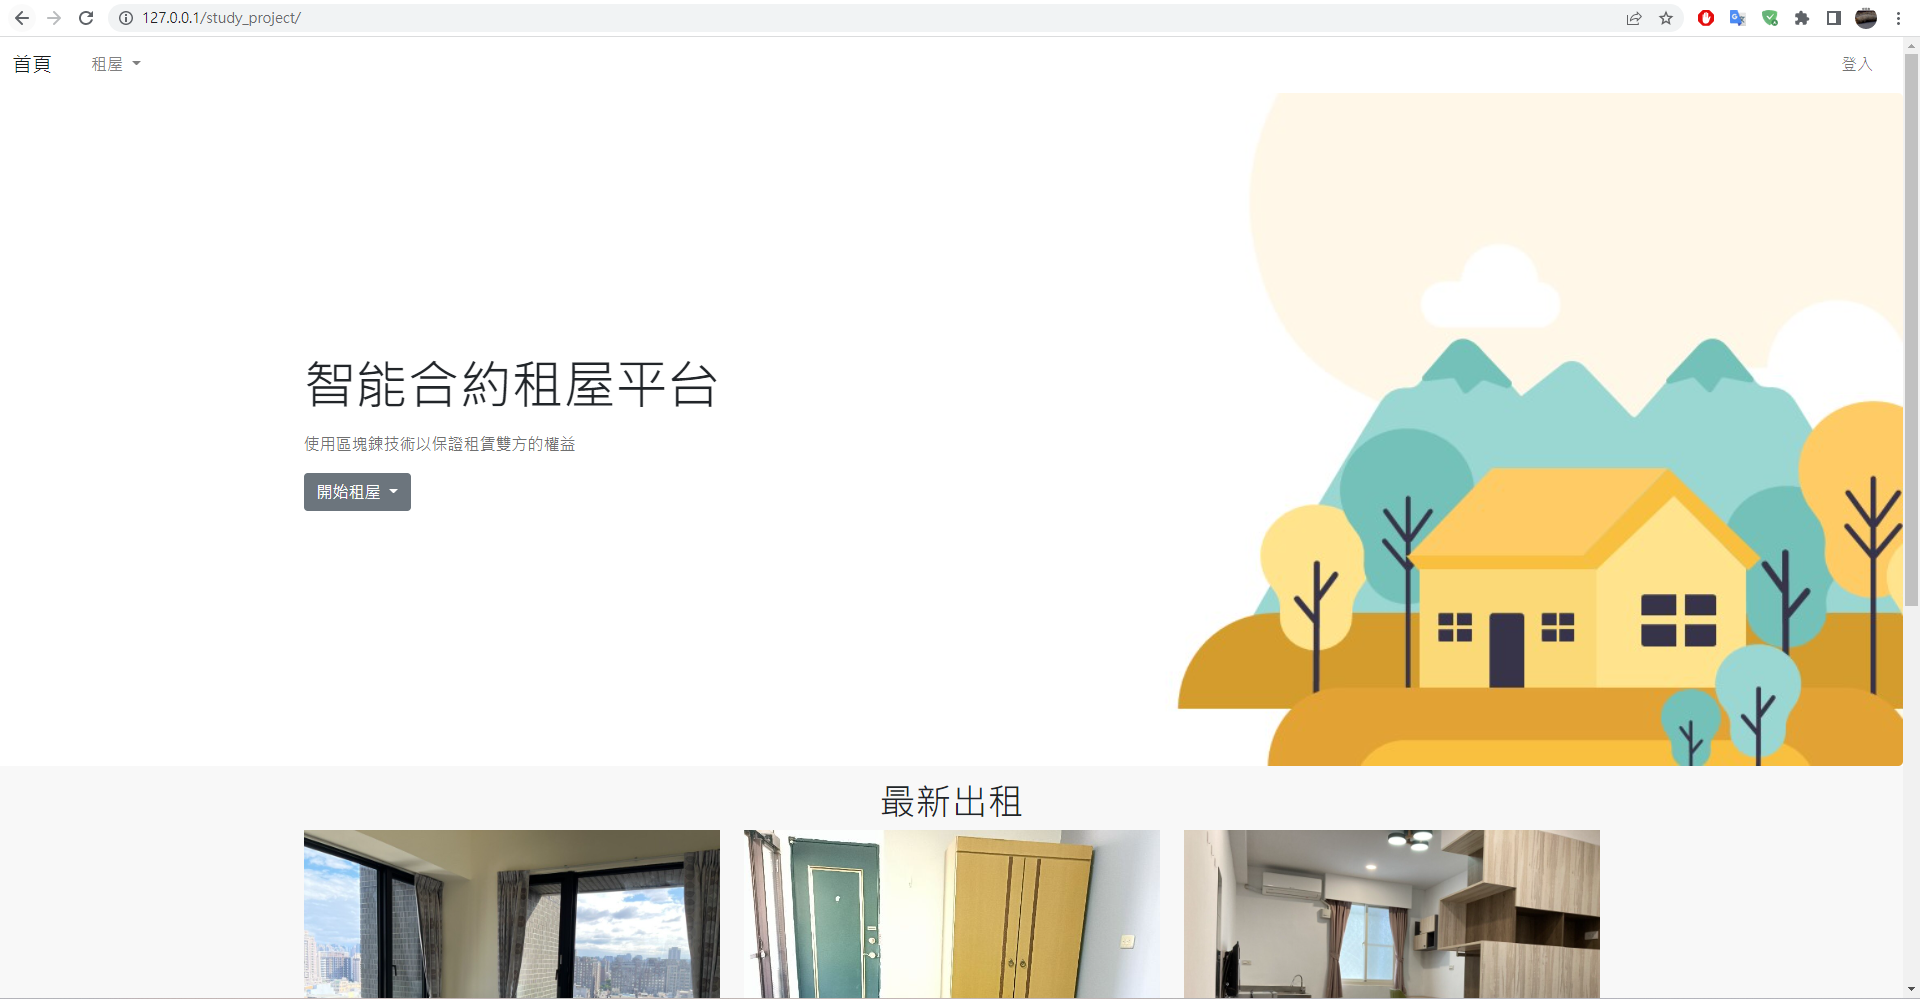 127.0.0.1/study_project/
首頁 租屋 登入
智能合約租屋平台
使用區塊鍊技術以保證租賃雙方的權益
開始租屋
最新出租